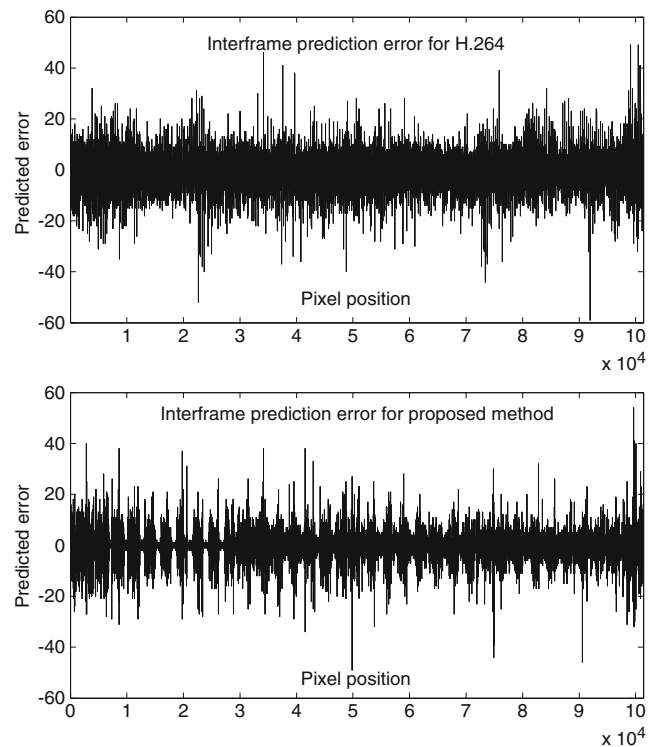 60
Interframe prediction error for H.264
40
20
Predicted error
0
-20
-40
Pixel position
-60
1 2 3 4 5 6 7 8 9 10
x 10^4
60
Interframe prediction error for proposed method
40
20
Predicted error
0
-20
-40
Pixel position
-60
0 1 2 3 4 5 6 7 8 9 10
x 10^4